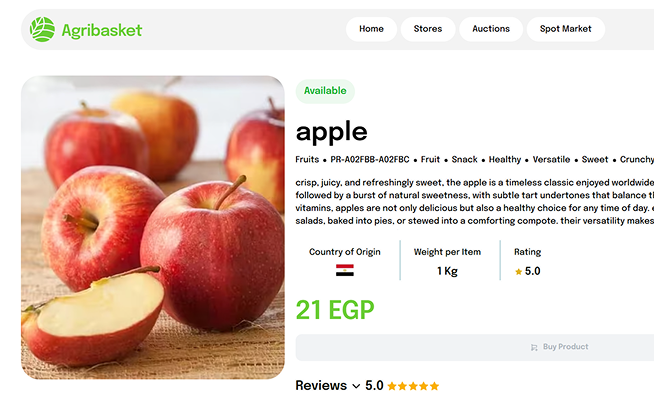 Agribasket
Home Stores Auctions Spot Market
Available
apple
Fruits • PR-A02FBB-A02FBC • Fruit • Snack • Healthy • Versatile • Sweet • Crunchy
crisp, juicy, and refreshingly sweet, the apple is a timeless classic enjoyed worldwide
followed by a burst of natural sweetness, with subtle tart undertones that balance
vitamins, apples are not only delicious but also a healthy choice for any time of day.
salads, baked into pies, or stewed into a comforting compote. their versatility makes
Country of Origin Weight per Item Rating
1 Kg 5.0
21 EGP
Buy Product
Reviews 5.0